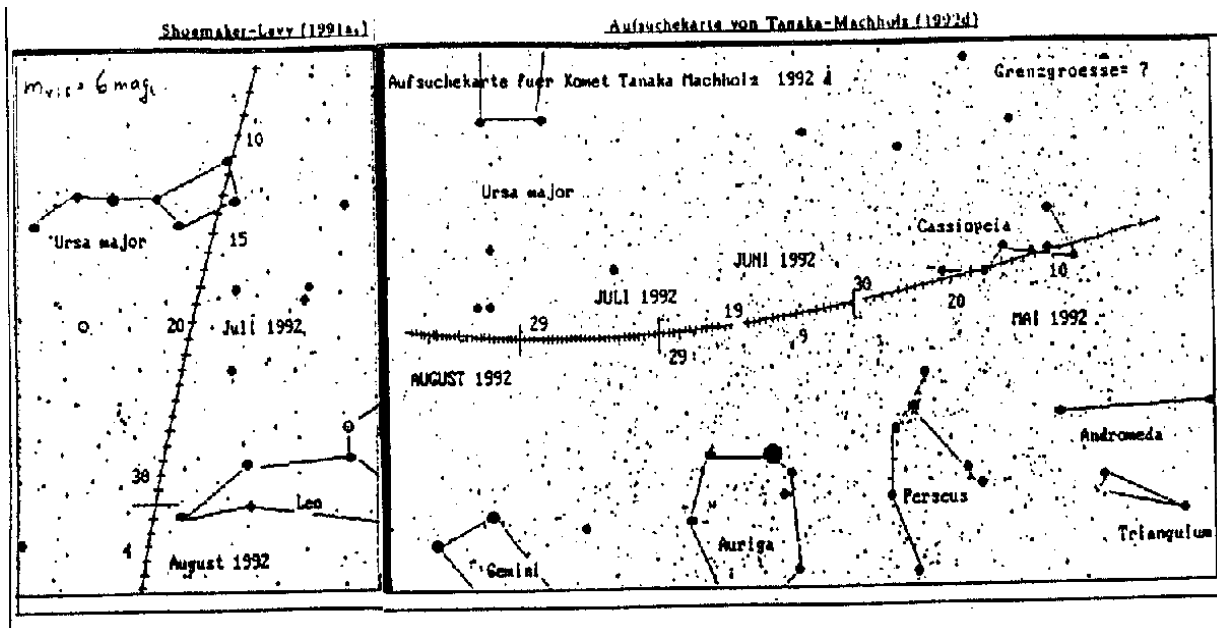 Shoemaker-Levy (1991a1)
m vis = 6 mag.
10
Ursa major
15
20
Juli 1992
30
Leo
4
August 1992
Aufsuchekarte von Tanaka-Machholz (1992d)
Aufsuchekarte fuer Komet Tanaka Machholz 1992 d
Grenzgroesse= 7
Ursa major
Cassiopeia
JUNI 1992
10
JULI 1992
30
20
29
19
MAI 1992
29
9
AUGUST 1992
Andromeda
Perseus
Triangulum
Auriga
Gemini